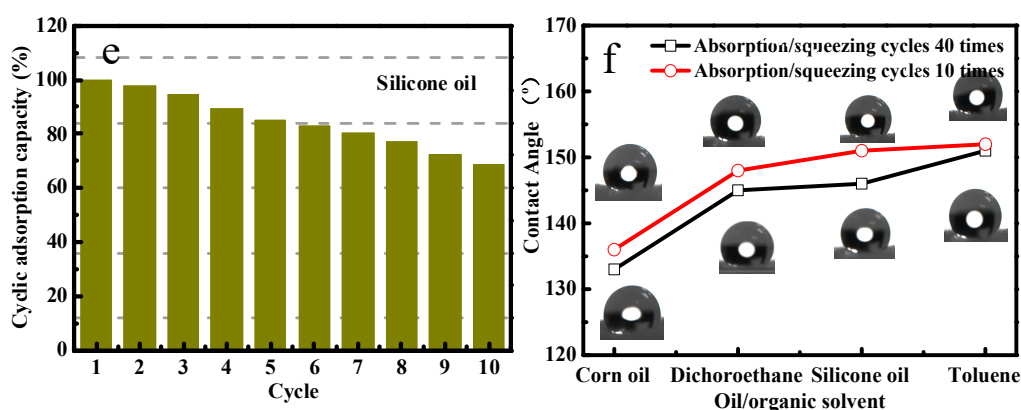 e
Silicone oil
Cyclic adsorption capacity (%)
120
100
80
60
40
20
0
1 2 3 4 5 6 7 8 9 10
Cycle
f
Absorption/squeezing cycles 40 times
Absorption/squeezing cycles 10 times
Contact Angle (°)
170
160
150
140
130
120
Corn oil Dichoroethane Silicone oil Toluene
Oil/organic solvent